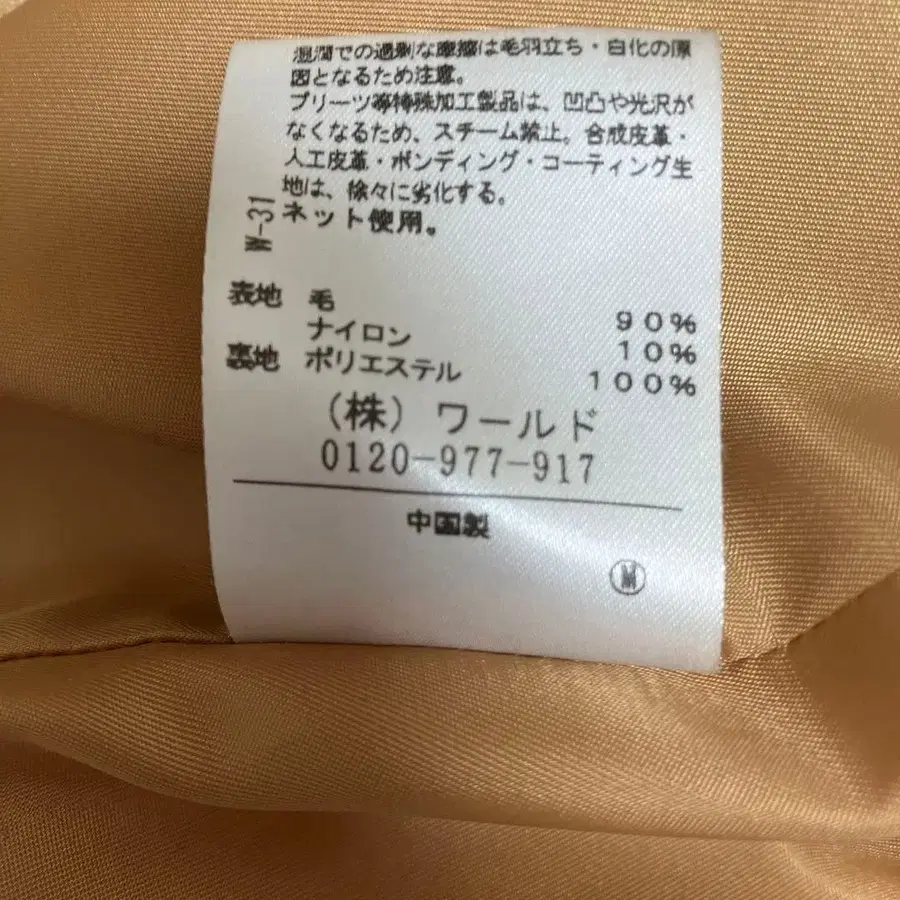 湿潤での過剰な摩擦は毛羽立ち・白化の原
因となるため注意。
プリーツ等特殊加工製品は、凹凸や光沢が
なくなるため、スチーム禁止。合成皮革・
人工皮革・ボンディング・コーティング生
地は、徐々に劣化する。
ネット使用。
W-31
表地 毛 90%
ナイロン 10%
裏地 ポリエステル 100%
(株) ワールド
0120-977-917
中国製
Ⓜ